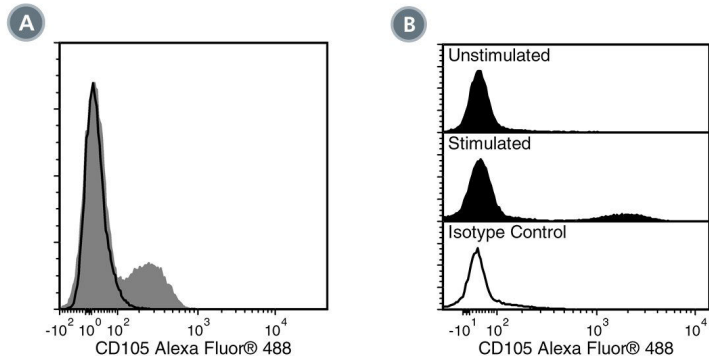 A
-10² 10⁰ 10² 10³ 10⁴
CD105 Alexa Fluor® 488
B
Unstimulated
Stimulated
Isotype Control
-10¹ 10² 10³ 10⁴
CD105 Alexa Fluor® 488